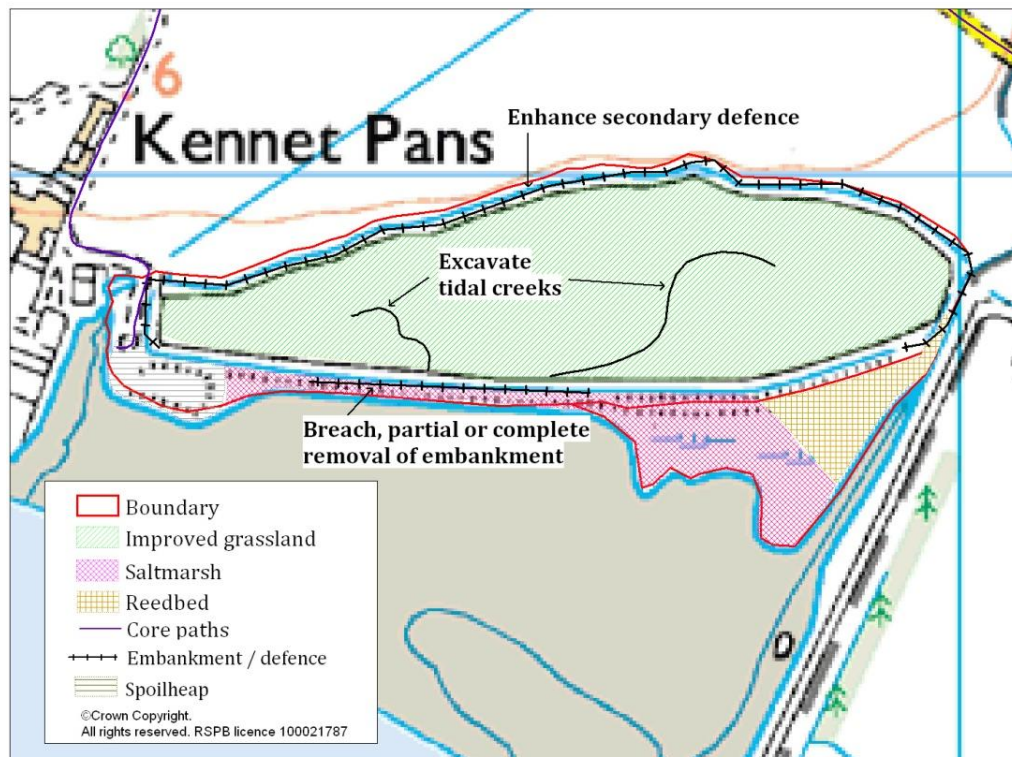 6
Kennet Pans
Enhance secondary defence
Excavate
tidal creeks
Breach, partial or complete
removal of embankment
Boundary
Improved grassland
Saltmarsh
Reedbed
Core paths
Embankment / defence
Spoilheap
©Crown Copyright.
All rights reserved. RSPB licence 100021787